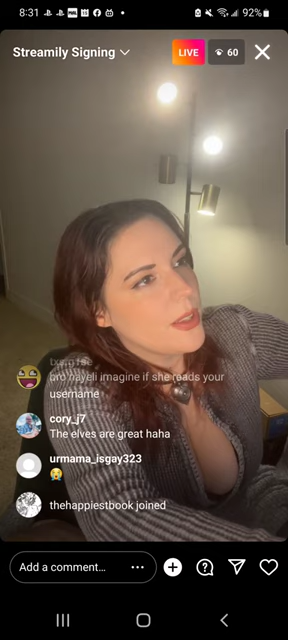 8:31
92%
Streamily Signing
LIVE
60
bro nayeli imagine if she reads your
username
cory_j7
The elves are great haha
urmama_isgay323
😭
thehappiestbook joined
Add a comment...